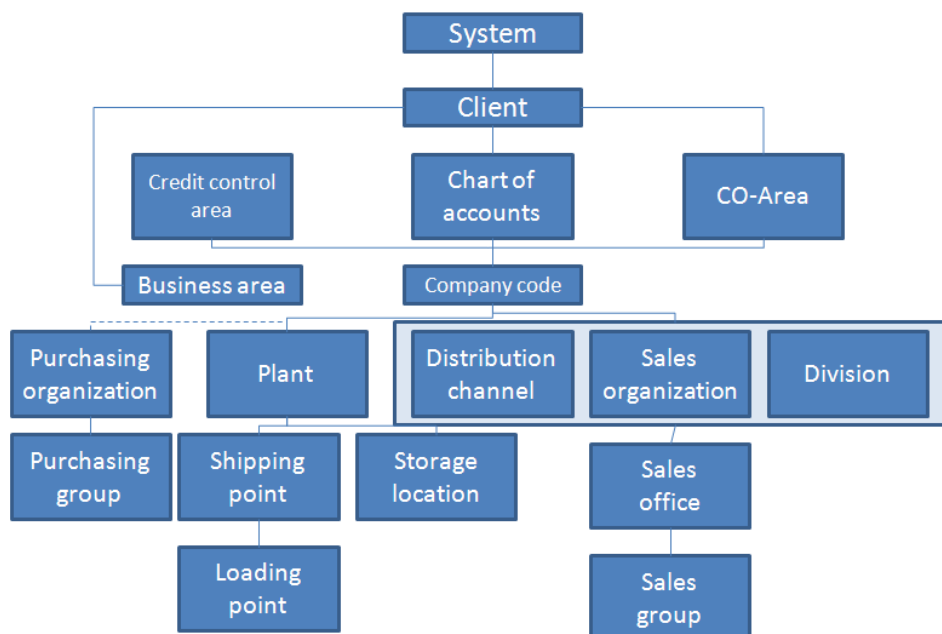 System
Client
Credit control
area
Chart of
accounts
CO-Area
Business area
Company code
Purchasing
organization
Plant
Distribution
channel
Sales
organization
Division
Purchasing
group
Shipping
point
Storage
location
Sales
office
Loading
point
Sales
group